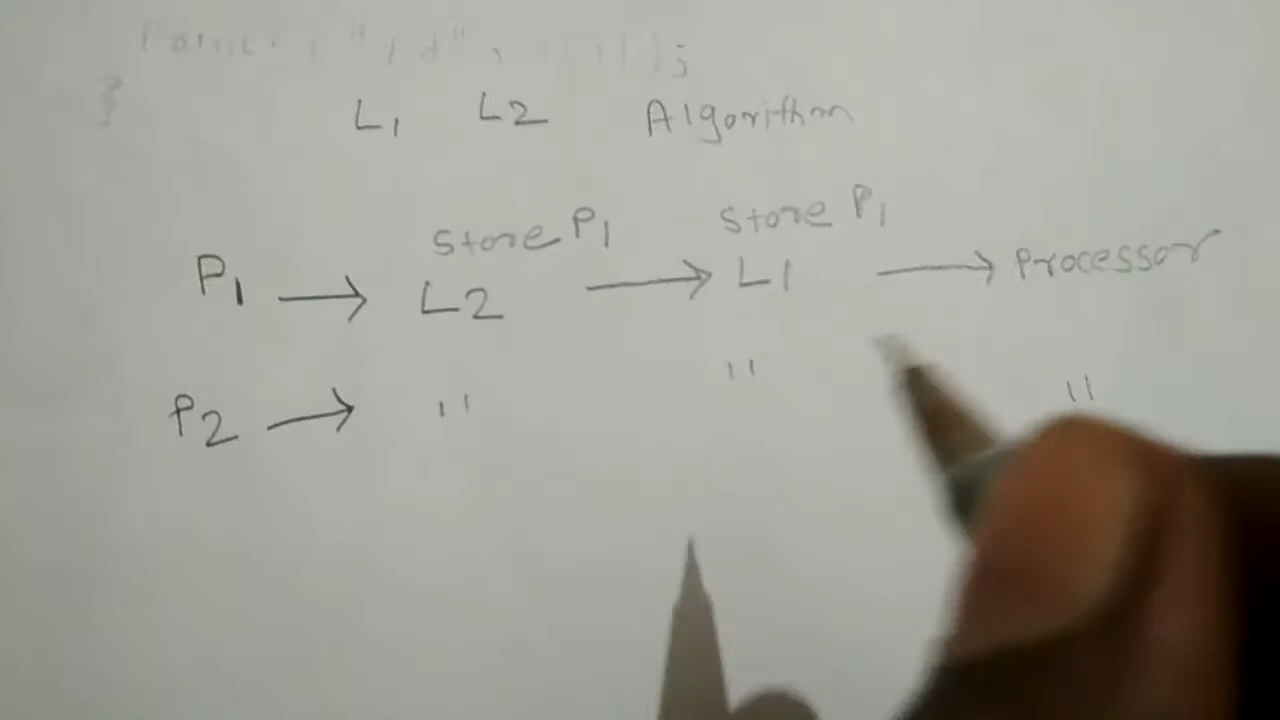 }
L1 L2 Algorithm
Store P1 Store P1
P1 → L2 → L1 → Processor
P2 → " " "